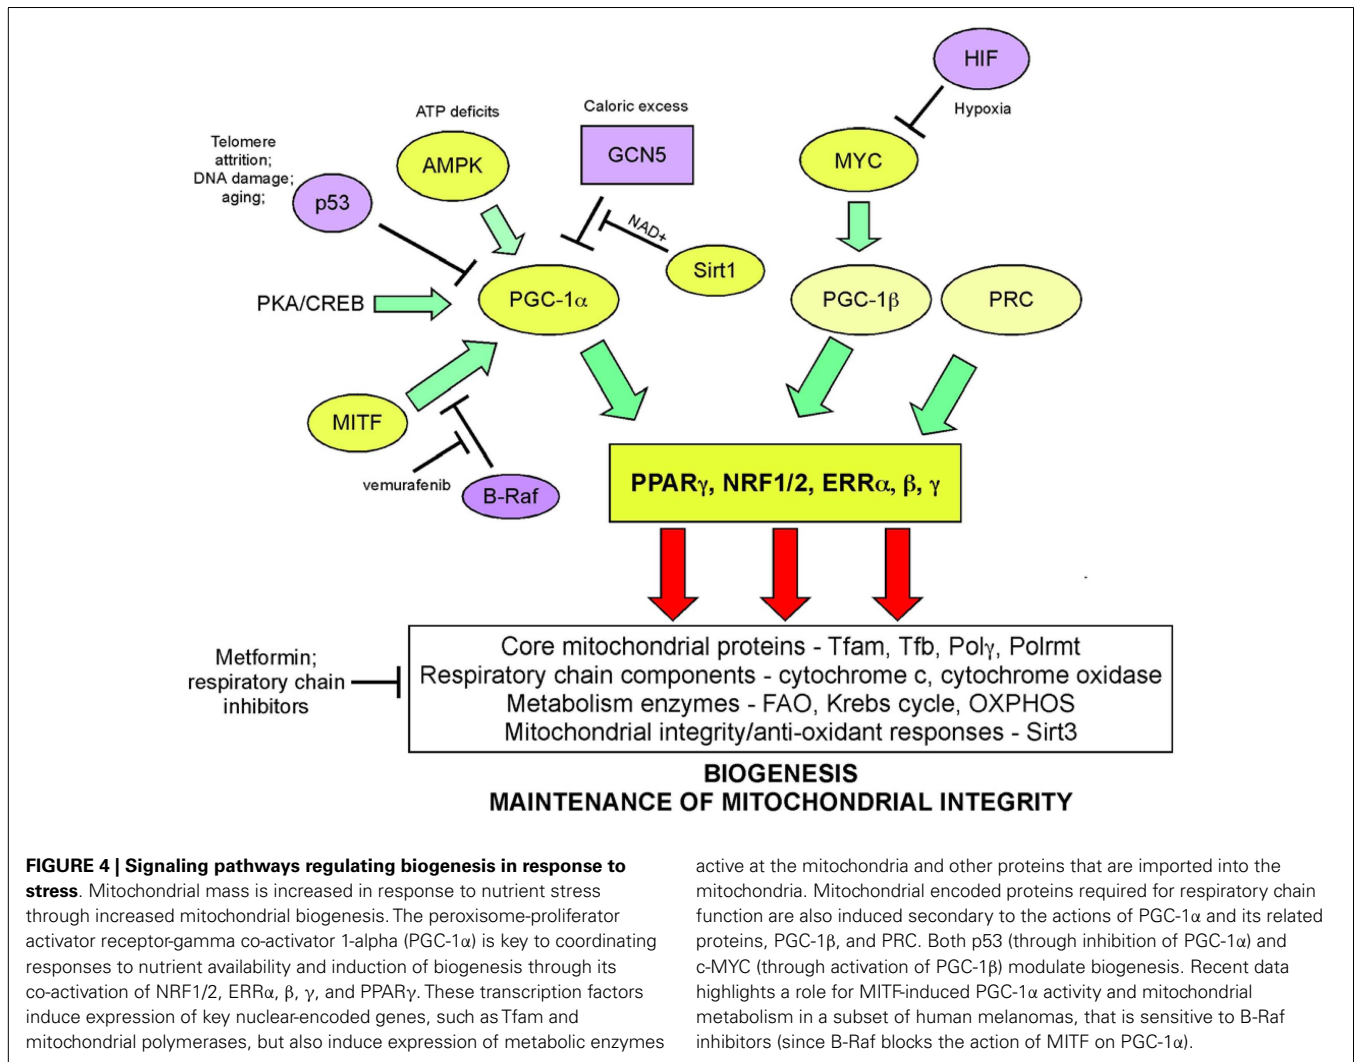 HIF
Hypoxia
ATP deficits
Caloric excess
Telomere
attrition;
DNA damage;
aging;
p53
AMPK
GCN5
MYC
NAD+
Sirt1
PKA/CREB
PGC-1α
PGC-1β
PRC
MITF
vemurafenib
B-Raf
PPARγ, NRF1/2, ERRα, β, γ
Metformin;
respiratory chain
inhibitors
Core mitochondrial proteins - Tfam, Tfb, Polγ, Polrmt
Respiratory chain components - cytochrome c, cytochrome oxidase
Metabolism enzymes - FAO, Krebs cycle, OXPHOS
Mitochondrial integrity/anti-oxidant responses - Sirt3
BIOGENESIS
MAINTENANCE OF MITOCHONDRIAL INTEGRITY
FIGURE 4 | Signaling pathways regulating biogenesis in response to
stress. Mitochondrial mass is increased in response to nutrient stress
through increased mitochondrial biogenesis. The peroxisome-proliferator
activator receptor-gamma co-activator 1-alpha (PGC-1α) is key to coordinating
responses to nutrient availability and induction of biogenesis through its
co-activation of NRF1/2, ERRα, β, γ, and PPARγ. These transcription factors
induce expression of key nuclear-encoded genes, such as Tfam and
mitochondrial polymerases, but also induce expression of metabolic enzymes
active at the mitochondria and other proteins that are imported into the
mitochondria. Mitochondrial encoded proteins required for respiratory chain
function are also induced secondary to the actions of PGC-1α and its related
proteins, PGC-1β, and PRC. Both p53 (through inhibition of PGC-1α) and
c-MYC (through activation of PGC-1β) modulate biogenesis. Recent data
highlights a role for MITF-induced PGC-1α activity and mitochondrial
metabolism in a subset of human melanomas, that is sensitive to B-Raf
inhibitors (since B-Raf blocks the action of MITF on PGC-1α).